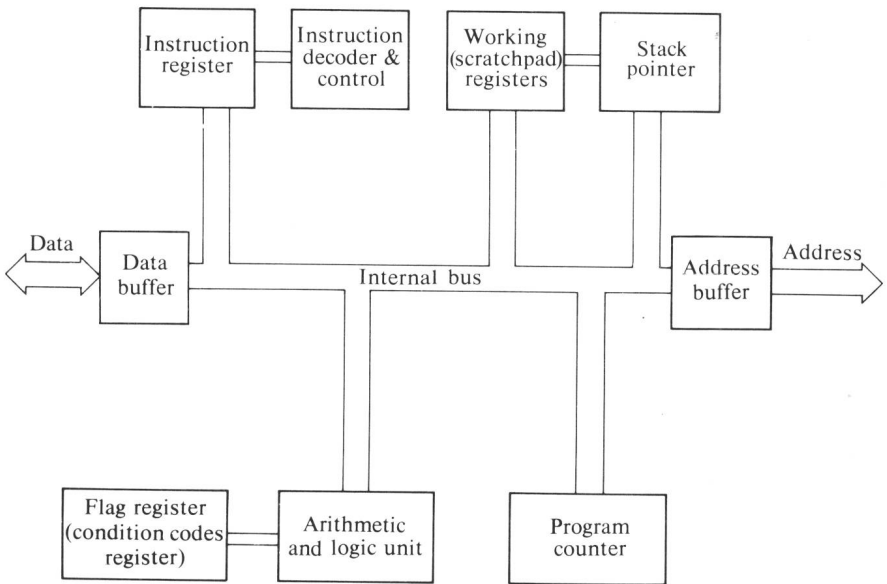 Instruction
register
Instruction
decoder &
control
Working
(scratchpad)
registers
Stack
pointer
Data
Data
buffer
Internal bus
Address
buffer
Address
Flag register
(condition codes
register)
Arithmetic
and logic unit
Program
counter